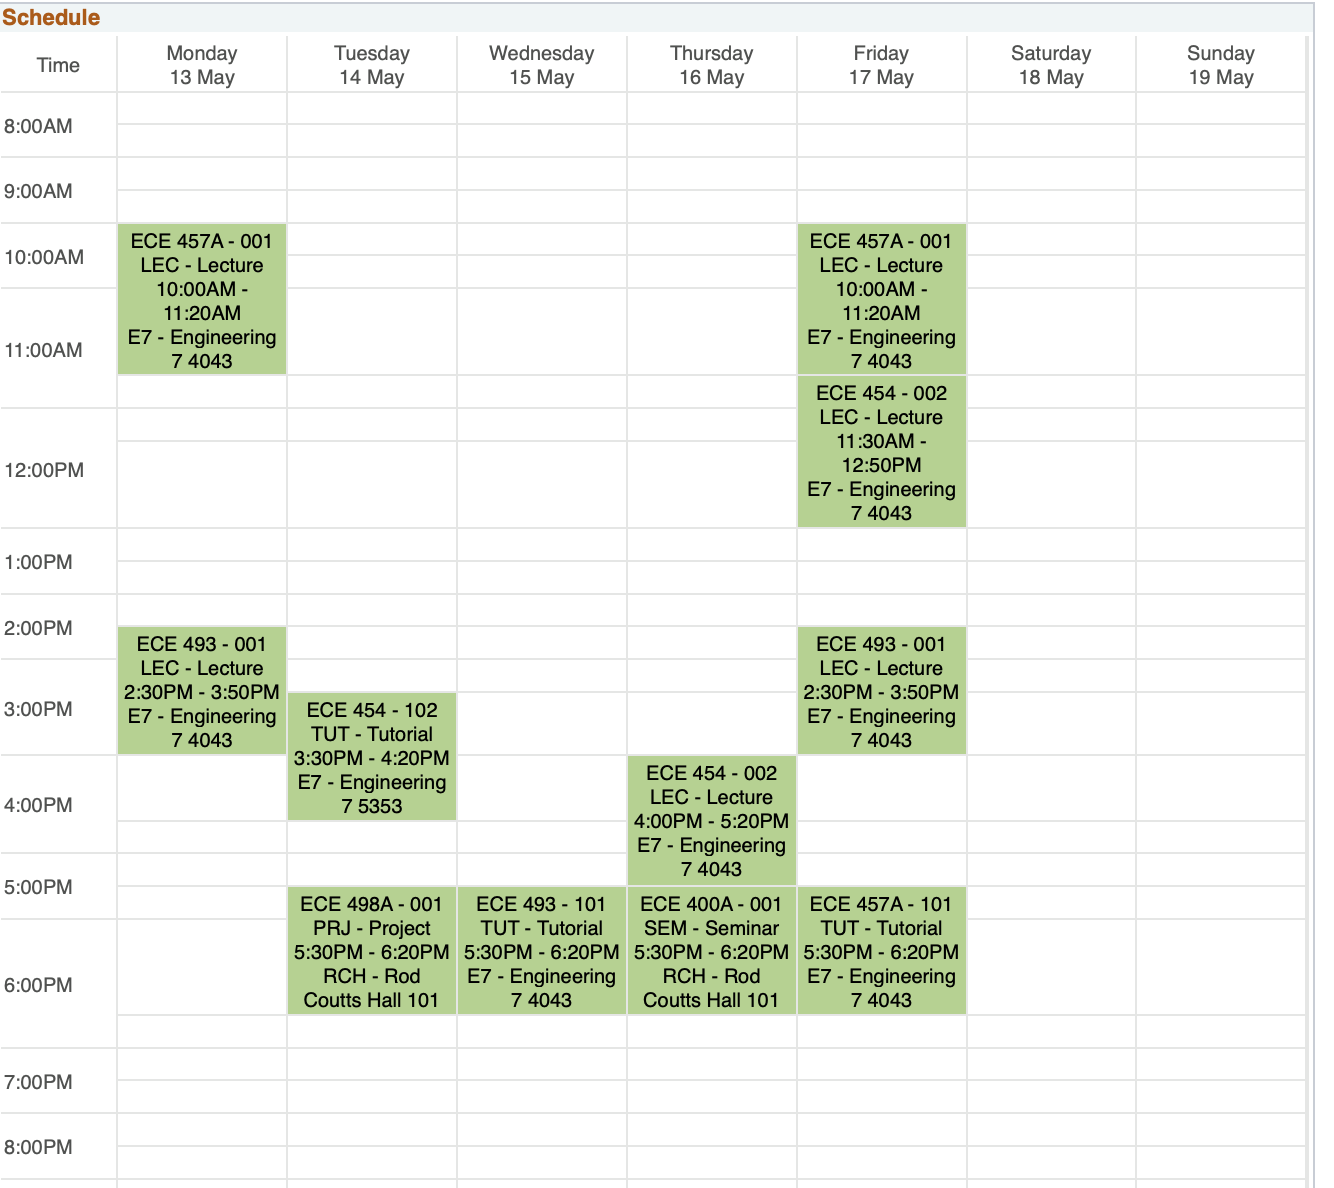 Schedule
Time
Monday
13 May
Tuesday
14 May
Wednesday
15 May
Thursday
16 May
Friday
17 May
Saturday
18 May
Sunday
19 May
8:00AM
9:00AM
10:00AM
ECE 457A - 001
LEC - Lecture
10:00AM -
11:20AM
E7 - Engineering
7 4043
ECE 457A - 001
LEC - Lecture
10:00AM -
11:20AM
E7 - Engineering
7 4043
11:00AM
ECE 454 - 002
LEC - Lecture
11:30AM -
12:50PM
E7 - Engineering
7 4043
12:00PM
1:00PM
2:00PM
ECE 493 - 001
LEC - Lecture
2:30PM - 3:50PM
E7 - Engineering
7 4043
ECE 493 - 001
LEC - Lecture
2:30PM - 3:50PM
E7 - Engineering
7 4043
3:00PM
ECE 454 - 102
TUT - Tutorial
3:30PM - 4:20PM
E7 - Engineering
7 5353
4:00PM
ECE 454 - 002
LEC - Lecture
4:00PM - 5:20PM
E7 - Engineering
7 4043
5:00PM
ECE 498A - 001
PRJ - Project
5:30PM - 6:20PM
RCH - Rod
Coutts Hall 101
ECE 493 - 101
TUT - Tutorial
5:30PM - 6:20PM
E7 - Engineering
7 4043
ECE 400A - 001
SEM - Seminar
5:30PM - 6:20PM
RCH - Rod
Coutts Hall 101
ECE 457A - 101
TUT - Tutorial
5:30PM - 6:20PM
E7 - Engineering
7 4043
6:00PM
7:00PM
8:00PM